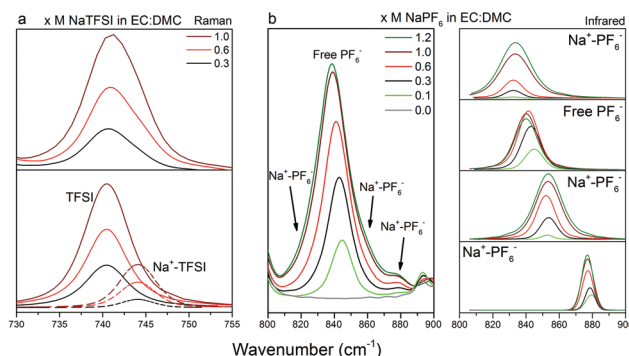 a
x M NaTFSI in EC:DMC
Raman
1.0
0.6
0.3
TFSI
Na⁺-TFSI
730
735
740
745
750
755
b
x M NaPF₆ in EC:DMC
1.2
1.0
0.6
0.3
0.1
0.0
Free PF₆⁻
Na⁺-PF₆⁻
Na⁺-PF₆⁻
Na⁺-PF₆⁻
800
820
840
860
880
900
Infrared
Na⁺-PF₆⁻
Free PF₆⁻
Na⁺-PF₆⁻
Na⁺-PF₆⁻
800
820
840
860
880
900
Wavenumber (cm⁻¹)